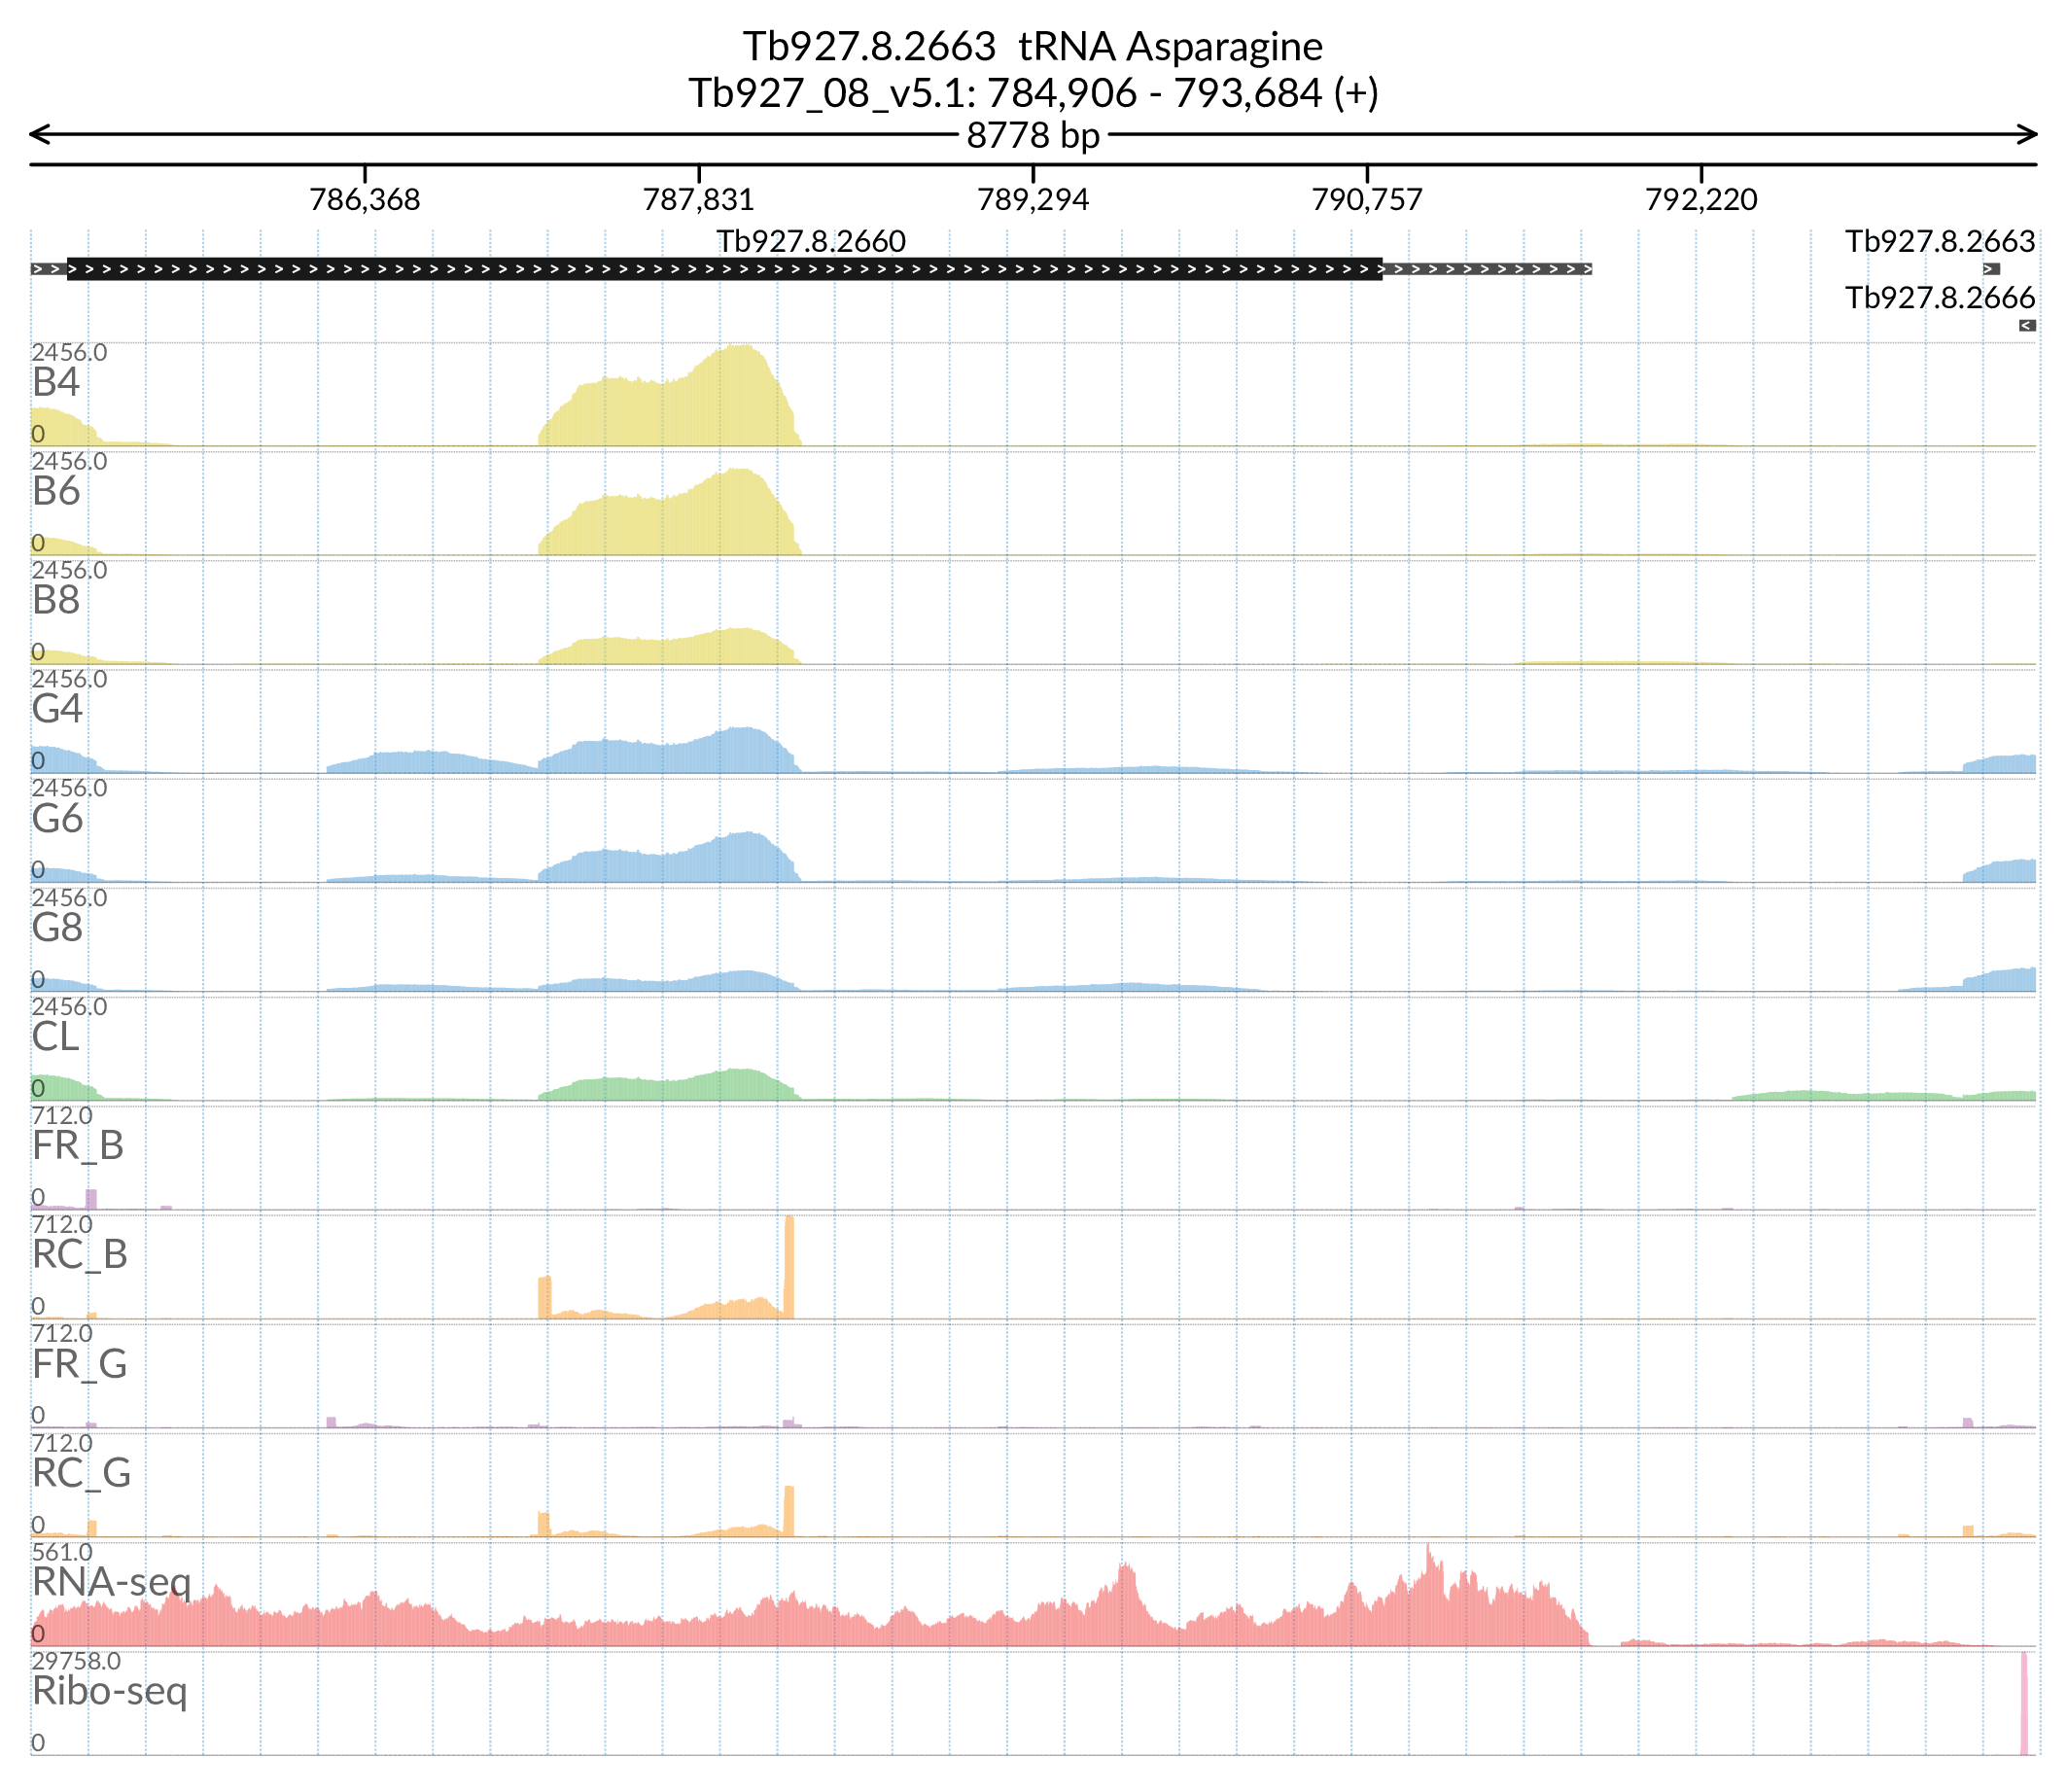 Tb927.8.2663  tRNA Asparagine
Tb927_08_v5.1: 784,906 - 793,684 (+)
8778 bp
786,368 787,831 789,294 790,757 792,220
Tb927.8.2660 Tb927.8.2663
Tb927.8.2666
2456.0
B4
0
2456.0
B6
0
2456.0
B8
0
2456.0
G4
0
2456.0
G6
0
2456.0
G8
0
2456.0
CL
0
712.0
FR_B
0
712.0
RC_B
0
712.0
FR_G
0
712.0
RC_G
0
561.0
RNA-seq
0
29758.0
Ribo-seq
0